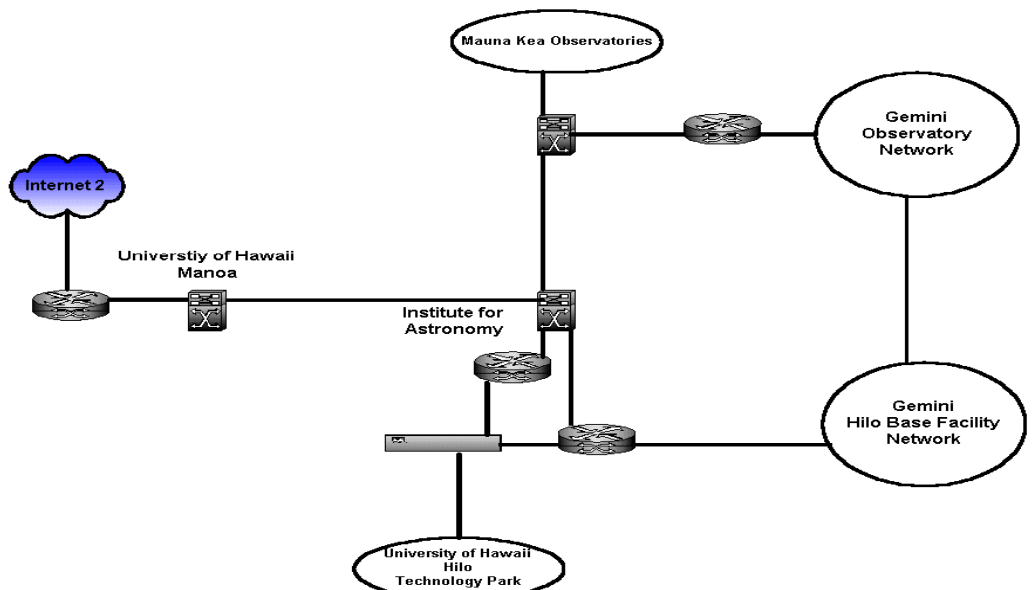 Mauna Kea Observatories
Gemini
Observatory
Network
Internet 2
Universtiy of Hawaii
Manoa
Institute for
Astronomy
Gemini
Hilo Base Facility
Network
University of Hawaii
Hilo
Technology Park